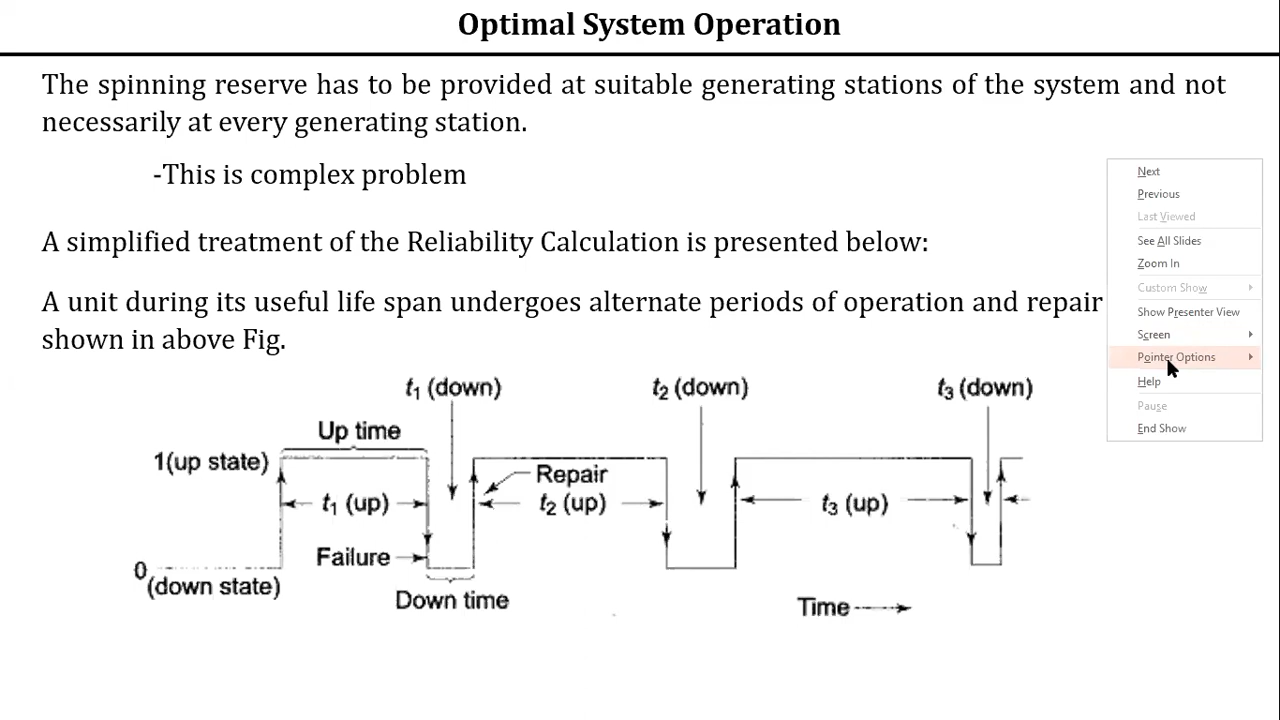 Optimal System Operation
The spinning reserve has to be provided at suitable generating stations of the system and not
necessarily at every generating station.
-This is complex problem
A simplified treatment of the Reliability Calculation is presented below:
A unit during its useful life span undergoes alternate periods of operation and repair
shown in above Fig.
Next
Previous
Last Viewed
See All Slides
Zoom In
Custom Show
Show Presenter View
Screen
Pointer Options
Help
Pause
End Show
t₁ (down) t₂ (down) t₃ (down)
Up time
1(up state)
Repair
t₁ (up) t₂ (up) t₃ (up)
Failure
0
(down state)
Down time
Time